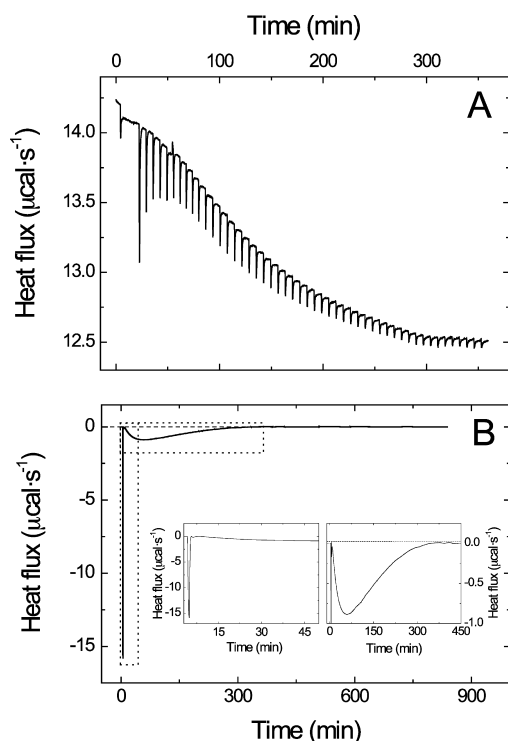 Time (min)
0 100 200 300
A
14.0
13.5
13.0
12.5
Heat flux (μcal·s⁻¹)
B
0
-5
-10
-15
Heat flux (μcal·s⁻¹)
0
-5
-10
-15
Heat flux (μcal·s⁻¹)
0 15 30 45
Time (min)
0.0
-0.5
-1.0
Heat flux (μcal·s⁻¹)
0 150 300 450
Time (min)
0 300 600 900
Time (min)